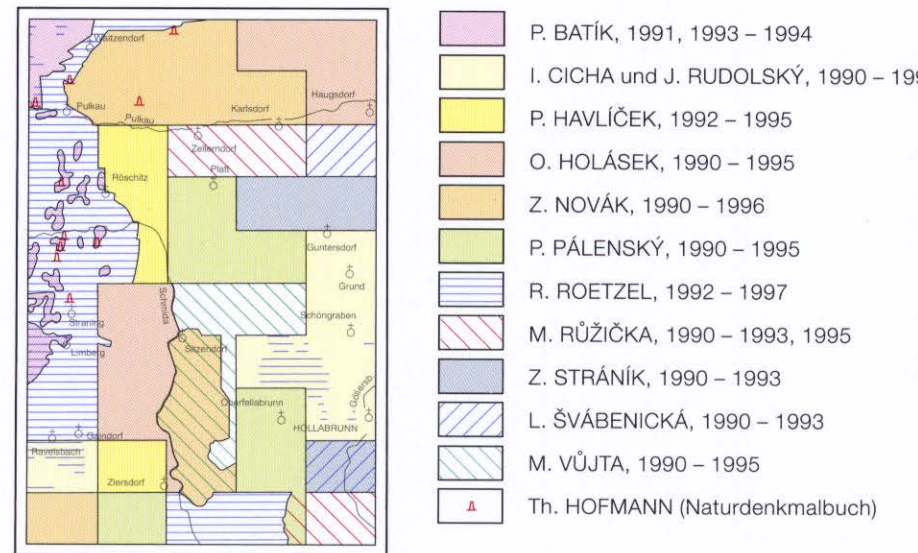 Waitzendorf
Pulkau
Pulkau
Karlsdorf
Haugsdorf
Zellerndorf
Platt
Röschitz
Guntersdorf
Grund
Schmida
Schöngraben
Straning
Limberg
Sitzendorf
Oberfellabrunn
Göllersb.
HOLLABRUNN
Gaindorf
Ravelsbach
Ziersdorf
P. BATÍK, 1991, 1993 – 1994
I. CICHA und J. RUDOLSKÝ, 1990 – 199
P. HAVLÍČEK, 1992 – 1995
O. HOLÁSEK, 1990 – 1995
Z. NOVÁK, 1990 – 1996
P. PÁLENSKÝ, 1990 – 1995
R. ROETZEL, 1992 – 1997
M. RŮŽIČKA, 1990 – 1993, 1995
Z. STRÁNÍK, 1990 – 1993
L. ŠVÁBENICKÁ, 1990 – 1993
M. VŮJTA, 1990 – 1995
Th. HOFMANN (Naturdenkmalbuch)